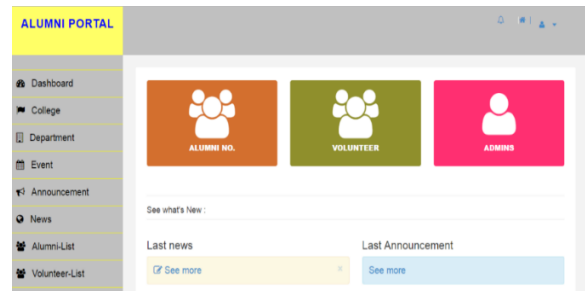 ALUMNI PORTAL
Dashboard
College
Department
Event
Announcement
News
Alumni-List
Volunteer-List
ALUMNI NO.
VOLUNTEER
ADMINS
See what's New :
Last news
Last Announcement
See more
See more